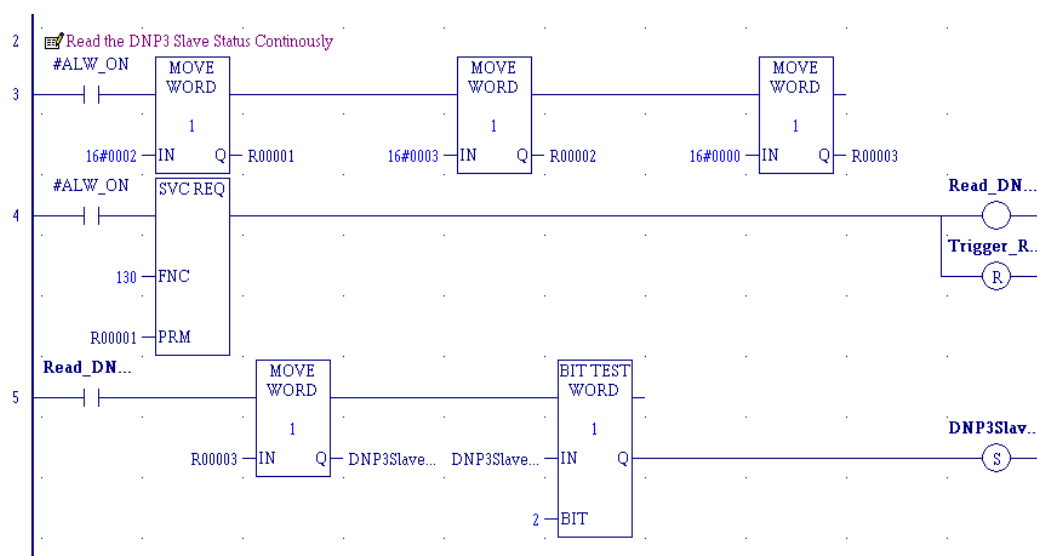 2 Read the DNP3 Slave Status Continously
#ALW_ON
MOVE WORD MOVE WORD MOVE WORD
3
1 1 1
16#0002 IN Q R00001 16#0003 IN Q R00002 16#0000 IN Q R00003
#ALW_ON SVC REQ Read_DN...
4
Trigger_R..
130 FNC R
R00001 PRM
Read_DN... MOVE WORD BIT TEST WORD
5
1 1 DNP3Slav..
R00003 IN Q DNP3Slave... DNP3Slave... IN Q S
2 BIT